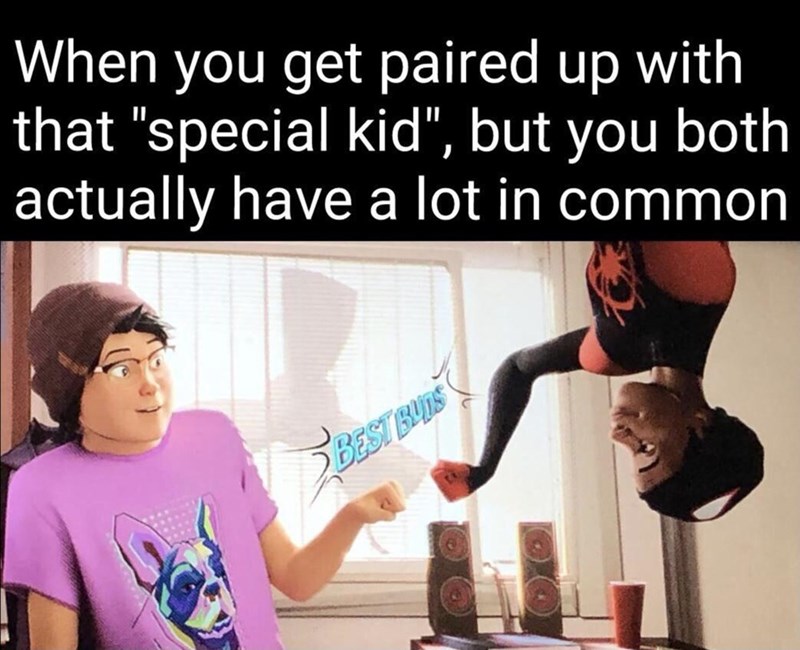 When you get paired up with
that "special kid", but you both
actually have a lot in common
BEST BUDS